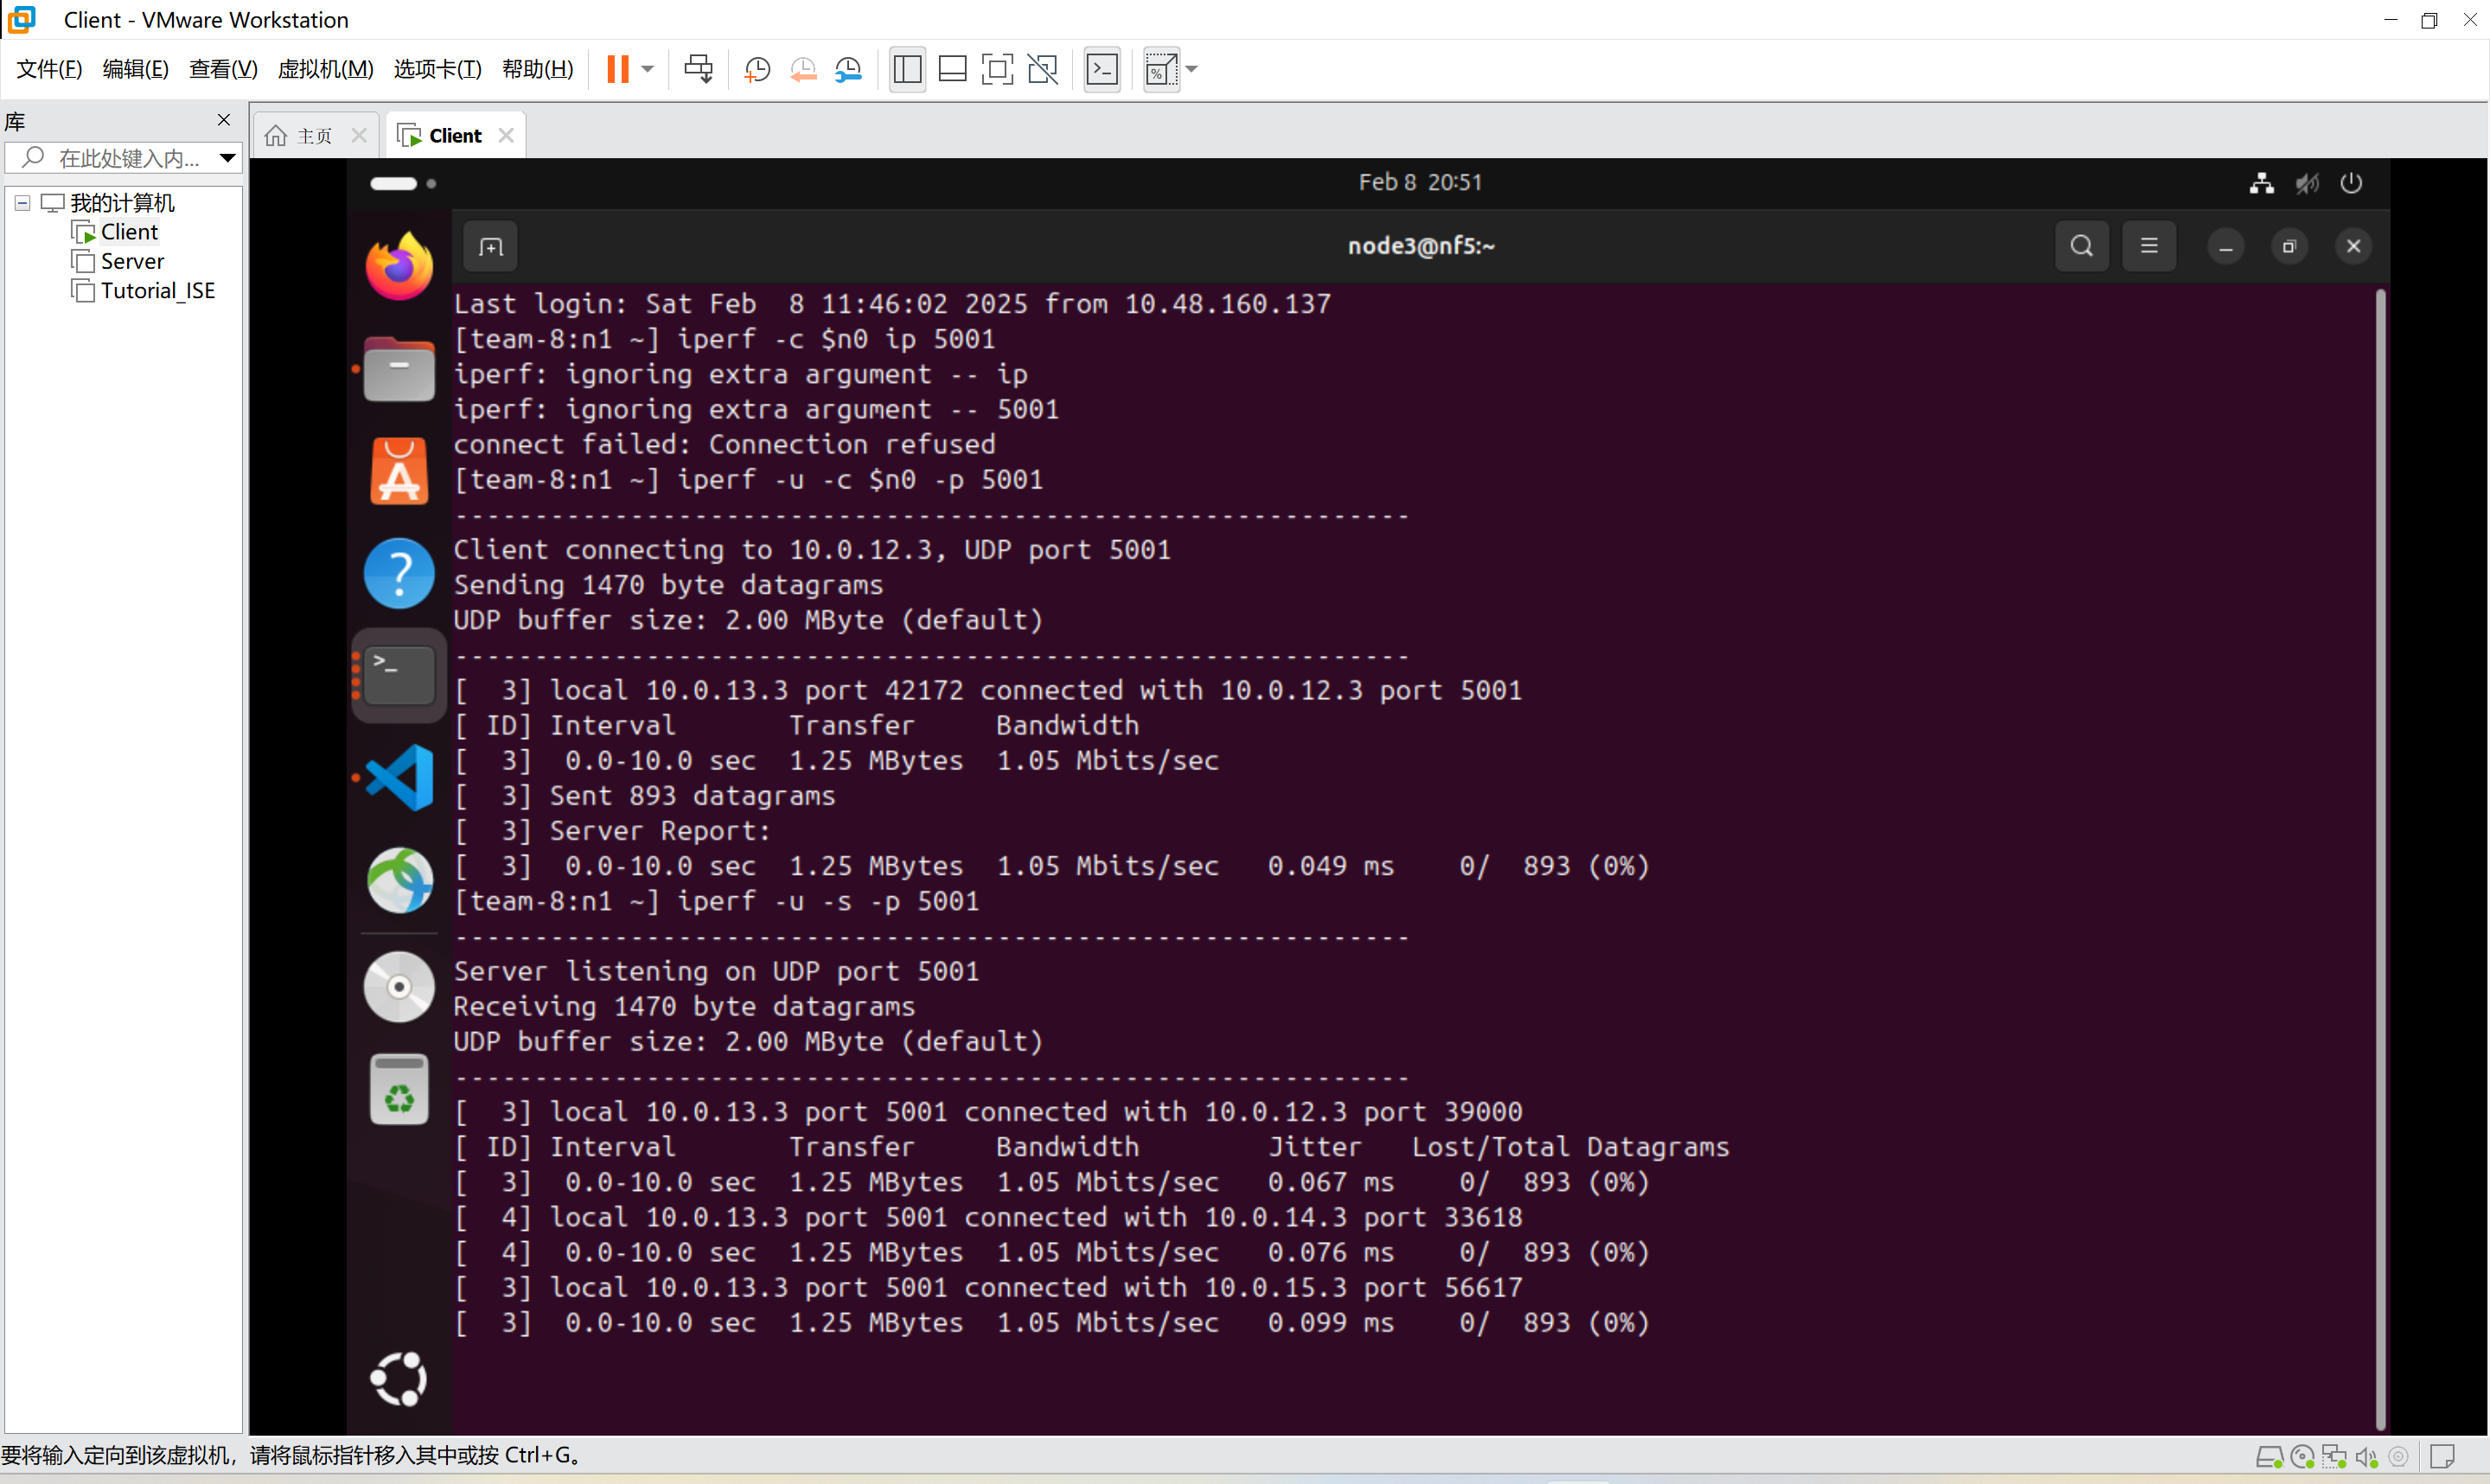 Client - VMware Workstation
文件(F) 编辑(E) 查看(V) 虚拟机(M) 选项卡(T) 帮助(H)
库
主页
Client
在此处键入内...
我的计算机
Client
Server
Tutorial_ISE
Feb 8 20:51
node3@nf5:~
Last login: Sat Feb  8 11:46:02 2025 from 10.48.160.137
[team-8:n1 ~] iperf -c $n0 ip 5001
iperf: ignoring extra argument -- ip
iperf: ignoring extra argument -- 5001
connect failed: Connection refused
[team-8:n1 ~] iperf -u -c $n0 -p 5001
------------------------------------------------------------
Client connecting to 10.0.12.3, UDP port 5001
Sending 1470 byte datagrams
UDP buffer size: 2.00 MByte (default)
------------------------------------------------------------
[  3] local 10.0.13.3 port 42172 connected with 10.0.12.3 port 5001
[ ID] Interval       Transfer     Bandwidth
[  3]  0.0-10.0 sec  1.25 MBytes  1.05 Mbits/sec
[  3] Sent 893 datagrams
[  3] Server Report:
[  3]  0.0-10.0 sec  1.25 MBytes  1.05 Mbits/sec   0.049 ms    0/  893 (0%)
[team-8:n1 ~] iperf -u -s -p 5001
------------------------------------------------------------
Server listening on UDP port 5001
Receiving 1470 byte datagrams
UDP buffer size: 2.00 MByte (default)
------------------------------------------------------------
[  3] local 10.0.13.3 port 5001 connected with 10.0.12.3 port 39000
[ ID] Interval       Transfer     Bandwidth        Jitter   Lost/Total Datagrams
[  3]  0.0-10.0 sec  1.25 MBytes  1.05 Mbits/sec   0.067 ms    0/  893 (0%)
[  4] local 10.0.13.3 port 5001 connected with 10.0.14.3 port 33618
[  4]  0.0-10.0 sec  1.25 MBytes  1.05 Mbits/sec   0.076 ms    0/  893 (0%)
[  3] local 10.0.13.3 port 5001 connected with 10.0.15.3 port 56617
[  3]  0.0-10.0 sec  1.25 MBytes  1.05 Mbits/sec   0.099 ms    0/  893 (0%)
要将输入定向到该虚拟机，请将鼠标指针移入其中或按 Ctrl+G。